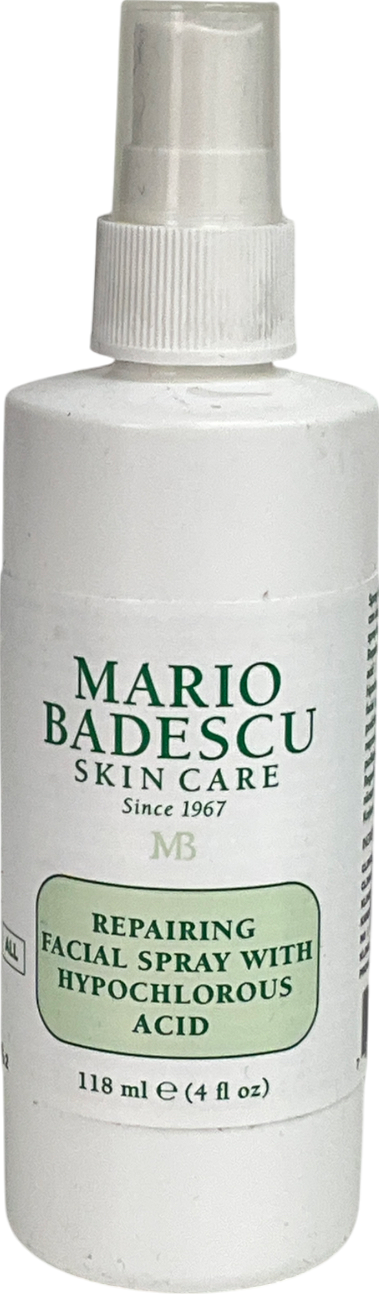 MARIO
BADESCU
SKIN CARE
Since 1967
MB
REPAIRING
FACIAL SPRAY WITH
HYPOCHLOROUS
ACID
118 ml ℮ (4 fl oz)
ALL